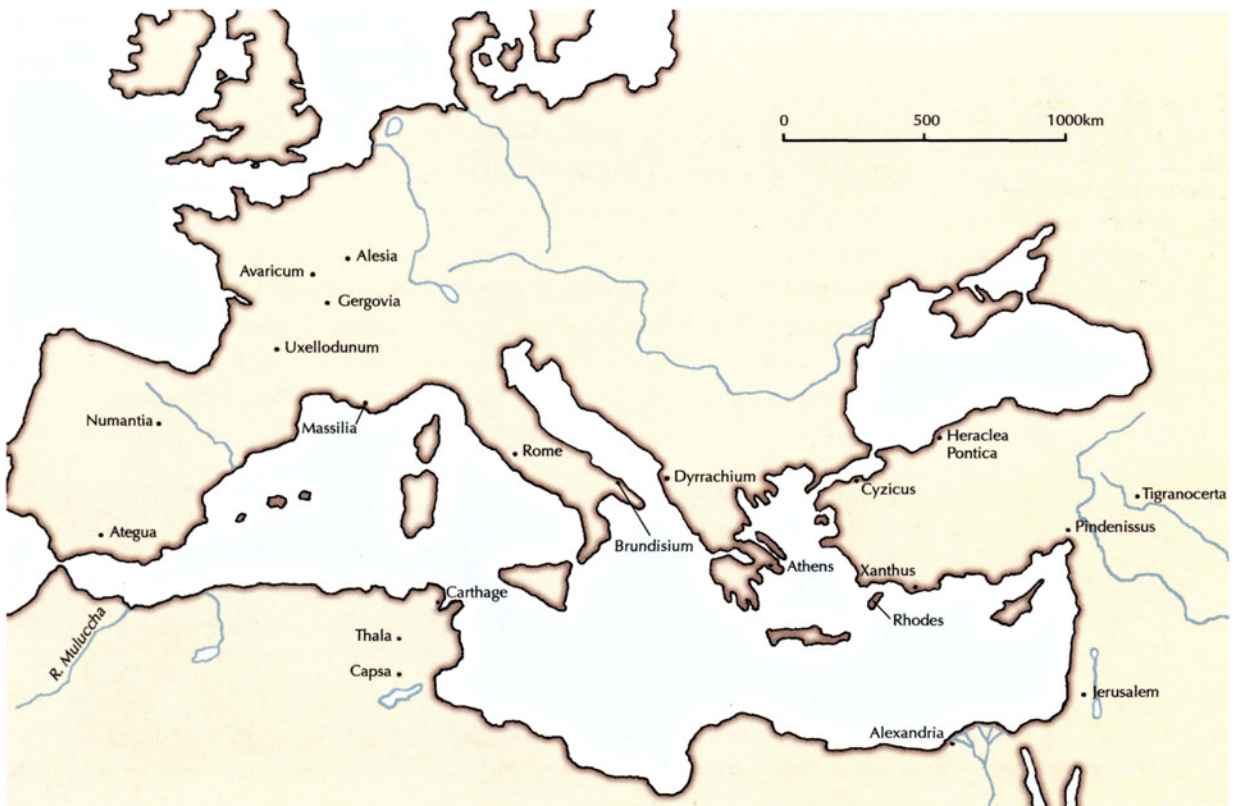 0 500 1000km
Alesia
Avaricum
Gergovia
Uxellodunum
Numantia
Massilia
Rome
Dyrrachium
Heraclea
Pontica
Cyzicus
Tigranocerta
Pindenissus
Ategua
Brundisium
Athens
Xanthus
Carthage
Rhodes
Thala
R. Muluccha
Capsa
Jerusalem
Alexandria